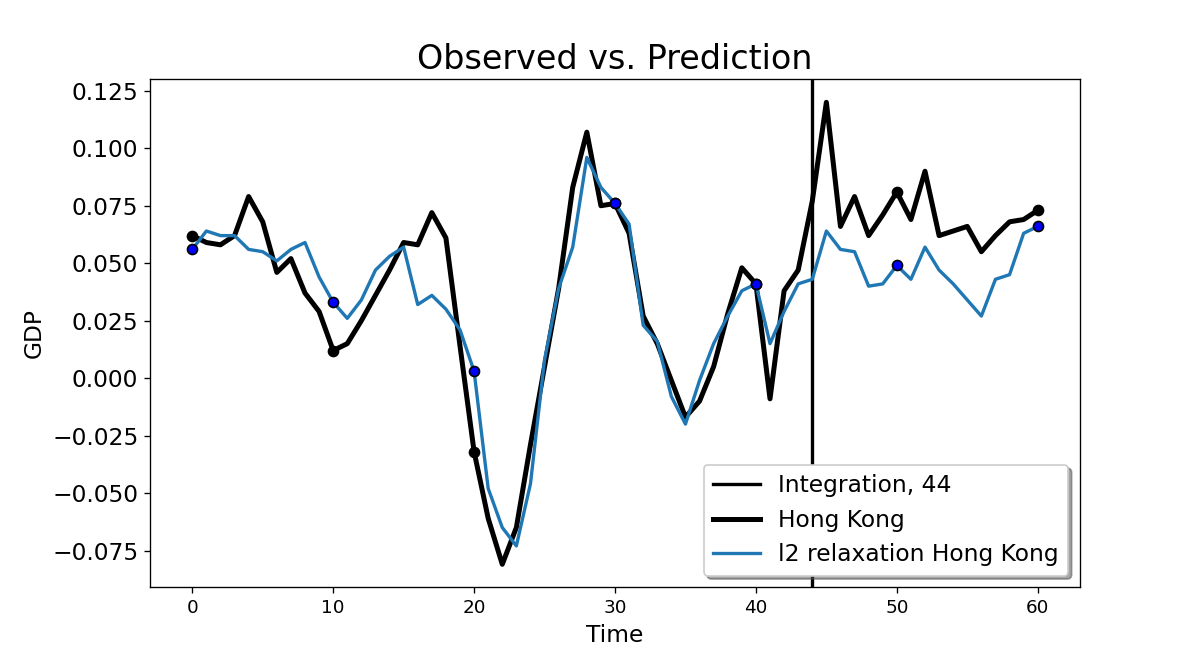 Observed vs. Prediction
GDP
0.125
0.100
0.075
0.050
0.025
0.000
−0.025
−0.050
−0.075
Integration, 44
Hong Kong
l2 relaxation Hong Kong
0 10 20 30 40 50 60
Time